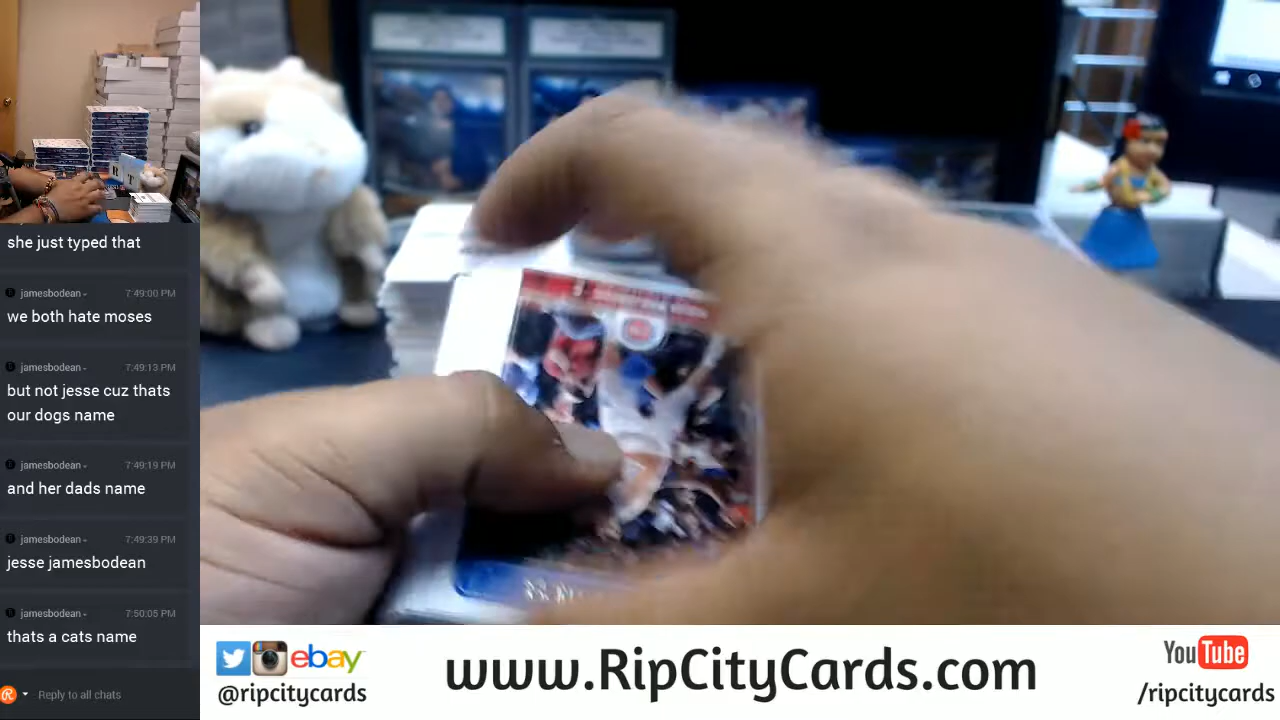 she just typed that
jamesbodean
7:49:00 PM
we both hate moses
jamesbodean
7:49:13 PM
but not jesse cuz thats
our dogs name
jamesbodean
7:49:19 PM
and her dads name
jamesbodean
7:49:39 PM
jesse jamesbodean
jamesbodean
7:50:05 PM
thats a cats name
Reply to all chats
ebay
@ripcitycards
www.RipCityCards.com
YouTube
/ripcitycards